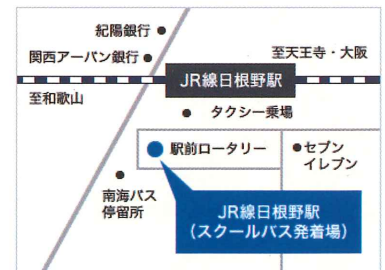 紀陽銀行
関西アーバン銀行
至天王寺・大阪
JR線日根野駅
至和歌山
タクシー乗場
駅前ロータリー
セブン
イレブン
南海バス
停留所
JR線日根野駅
（スクールバス発着場）